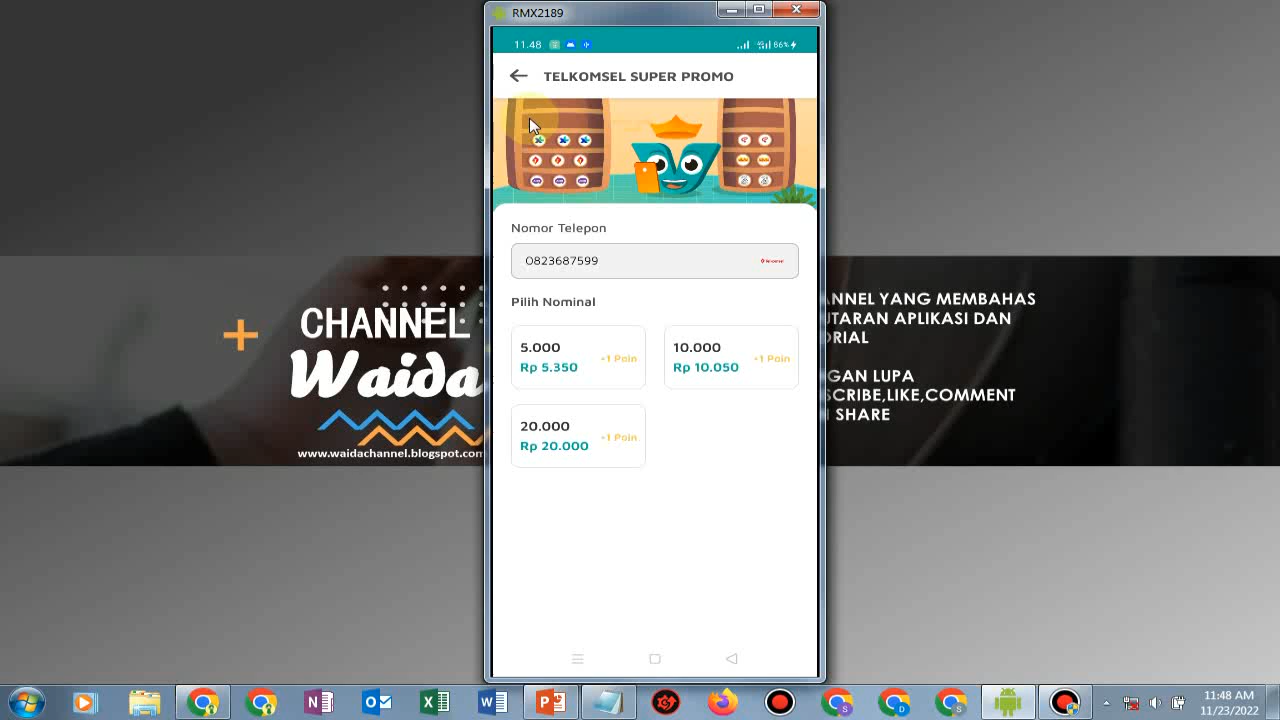 RMX2189
11.48
86%
TELKOMSEL SUPER PROMO
Nomor Telepon
0823687599
Pilih Nominal
5.000
Rp 5.350
+1 Poin
10.000
Rp 10.050
+1 Poin
20.000
Rp 20.000
+1 Poin
CHANNEL
Waida
www.waidachannel.blogspot.com
ANNEL YANG MEMBAHAS
UTARAN APLIKASI DAN
ORIAL
GAN LUPA
SCRIBE,LIKE,COMMENT
I SHARE
11:48 AM
11/23/2022